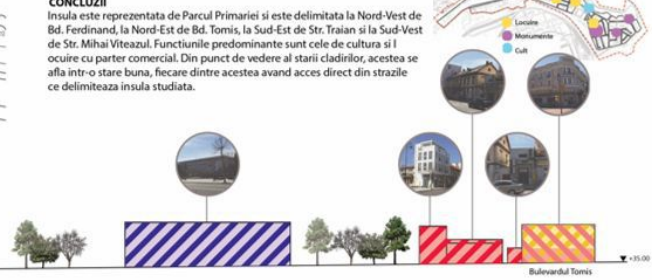 CONCLUZII
Insula este reprezentata de Parcul Primariei si este delimitata la Nord-Vest de
Bd. Ferdinand, la Nord-Est de Bd. Tomis, la Sud-Est de Str. Traian si la Sud-Vest
de Str. Mihai Viteazul. Functiunile predominante sunt cele de cultura si l
ocuire cu parter comercial. Din punct de vedere al starii cladirilor, acestea se
afla intr-o stare buna, fiecare dintre acestea avand acces direct din strazile
ce delimiteaza insula studiata.
Locuire
Monumente
Cult
+35.00
Bulevardul Tomis